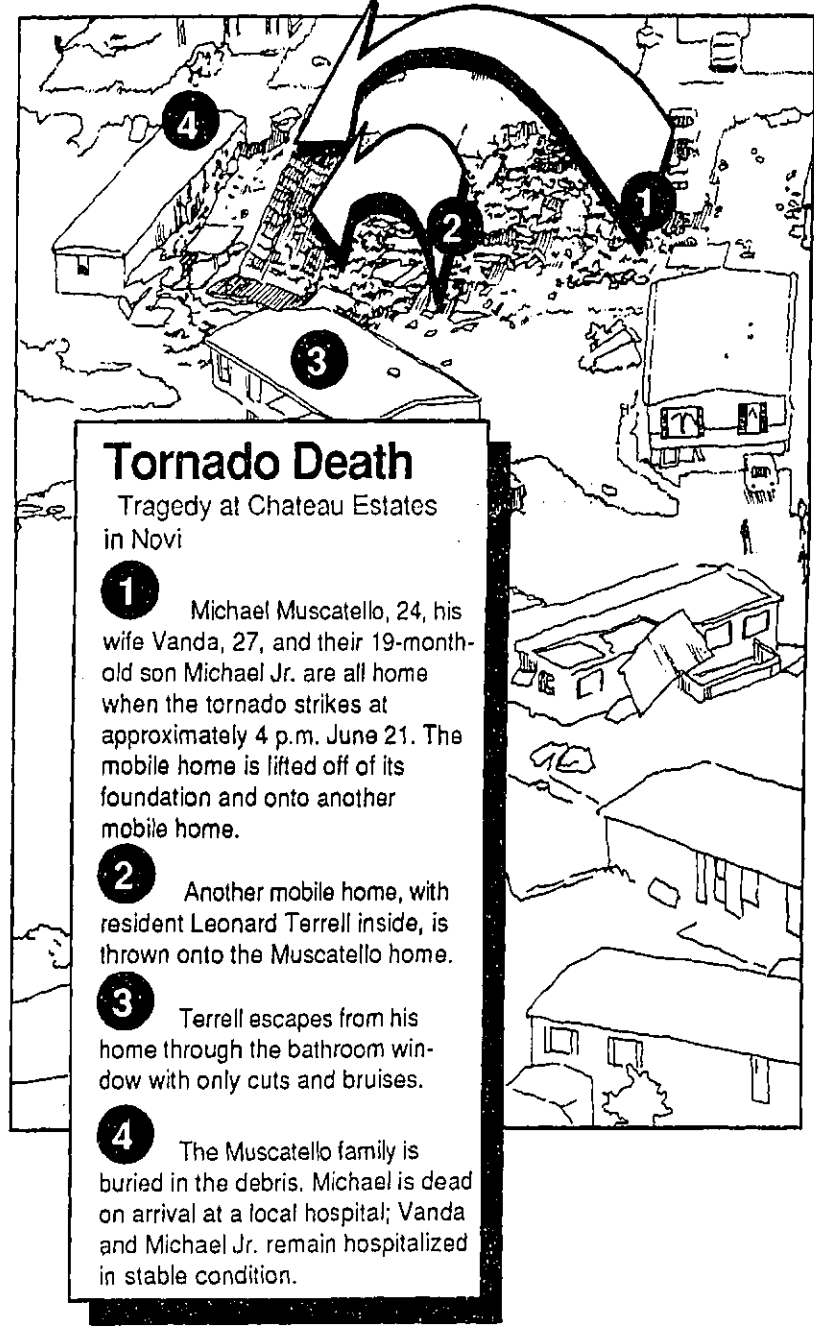 4
1
2
3
Tornado Death
Tragedy at Chateau Estates
in Novi
1 Michael Muscatello, 24, his
wife Vanda, 27, and their 19-month-
old son Michael Jr. are all home
when the tornado strikes at
approximately 4 p.m. June 21. The
mobile home is lifted off of its
foundation and onto another
mobile home.
2 Another mobile home, with
resident Leonard Terrell inside, is
thrown onto the Muscatello home.
3 Terrell escapes from his
home through the bathroom win-
dow with only cuts and bruises.
4 The Muscatello family is
buried in the debris. Michael is dead
on arrival at a local hospital; Vanda
and Michael Jr. remain hospitalized
in stable condition.